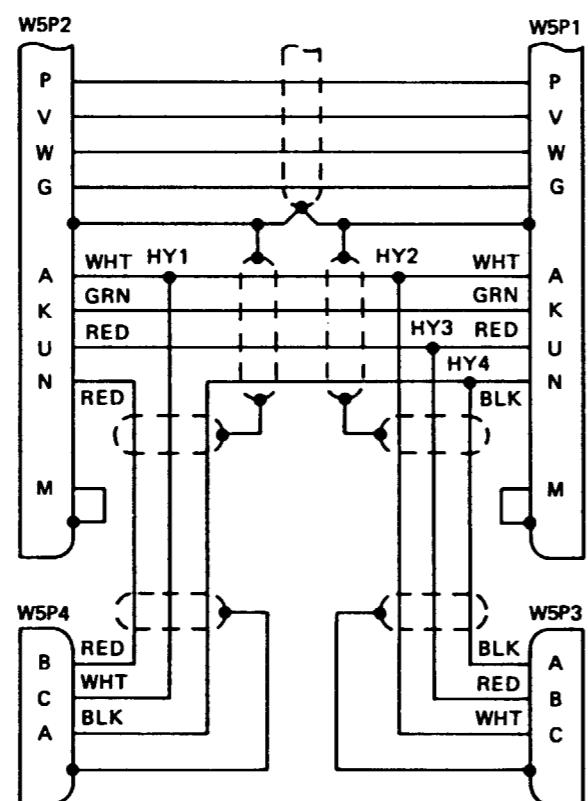 W5P2 W5P1
P P
V V
W W
G G
A WHT HY1 HY2 WHT A
K GRN GRN K
U RED HY3 RED U
N RED HY4 BLK N
M M
W5P4 W5P3
B RED BLK A
C WHT RED B
A BLK WHT C